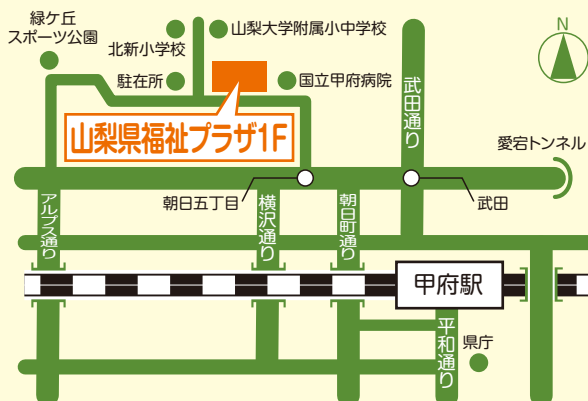 緑ケ丘
スポーツ公園
北新小学校
山梨大学附属小中学校
駐在所
国立甲府病院
山梨県福祉プラザ1F
武田通り
N
愛宕トンネル
朝日五丁目
武田
アルプス通り
横沢通り
朝日町通り
甲府駅
平和通り
県庁